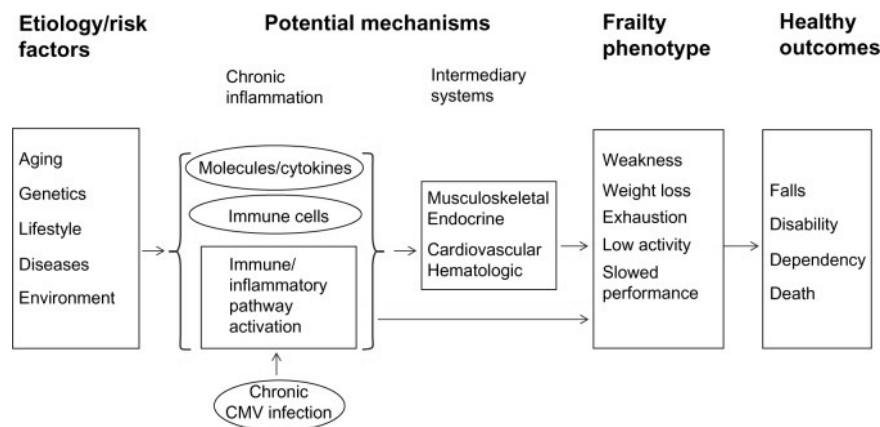 Etiology/risk
factors
Potential mechanisms
Frailty
phenotype
Healthy
outcomes
Chronic
inflammation
Intermediary
systems
Aging
Genetics
Lifestyle
Diseases
Environment
Molecules/cytokines
Immune cells
Immune/
inflammatory
pathway
activation
Chronic
CMV infection
Musculoskeletal
Endocrine
Cardiovascular
Hematologic
Weakness
Weight loss
Exhaustion
Low activity
Slowed
performance
Falls
Disability
Dependency
Death